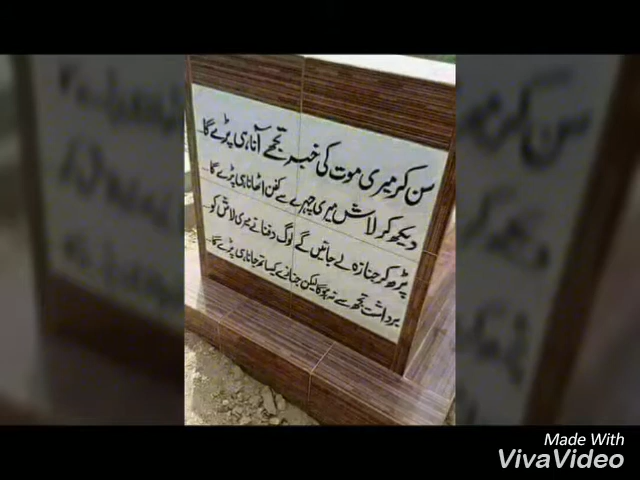 سن کر میری موت کی خبر تجھے آنا ہی پڑے گا
دیکھ کر لاش میری چہرے سے کفن اٹھانا ہی پڑے گا
پڑھ کر جنازہ لے جائیں گے لوگ دفنانے میری لاش کو
برداشت تجھ سے نہ ہوگا لیکن جنازے کیساتھ جانا ہی پڑے گا
Made With
VivaVideo